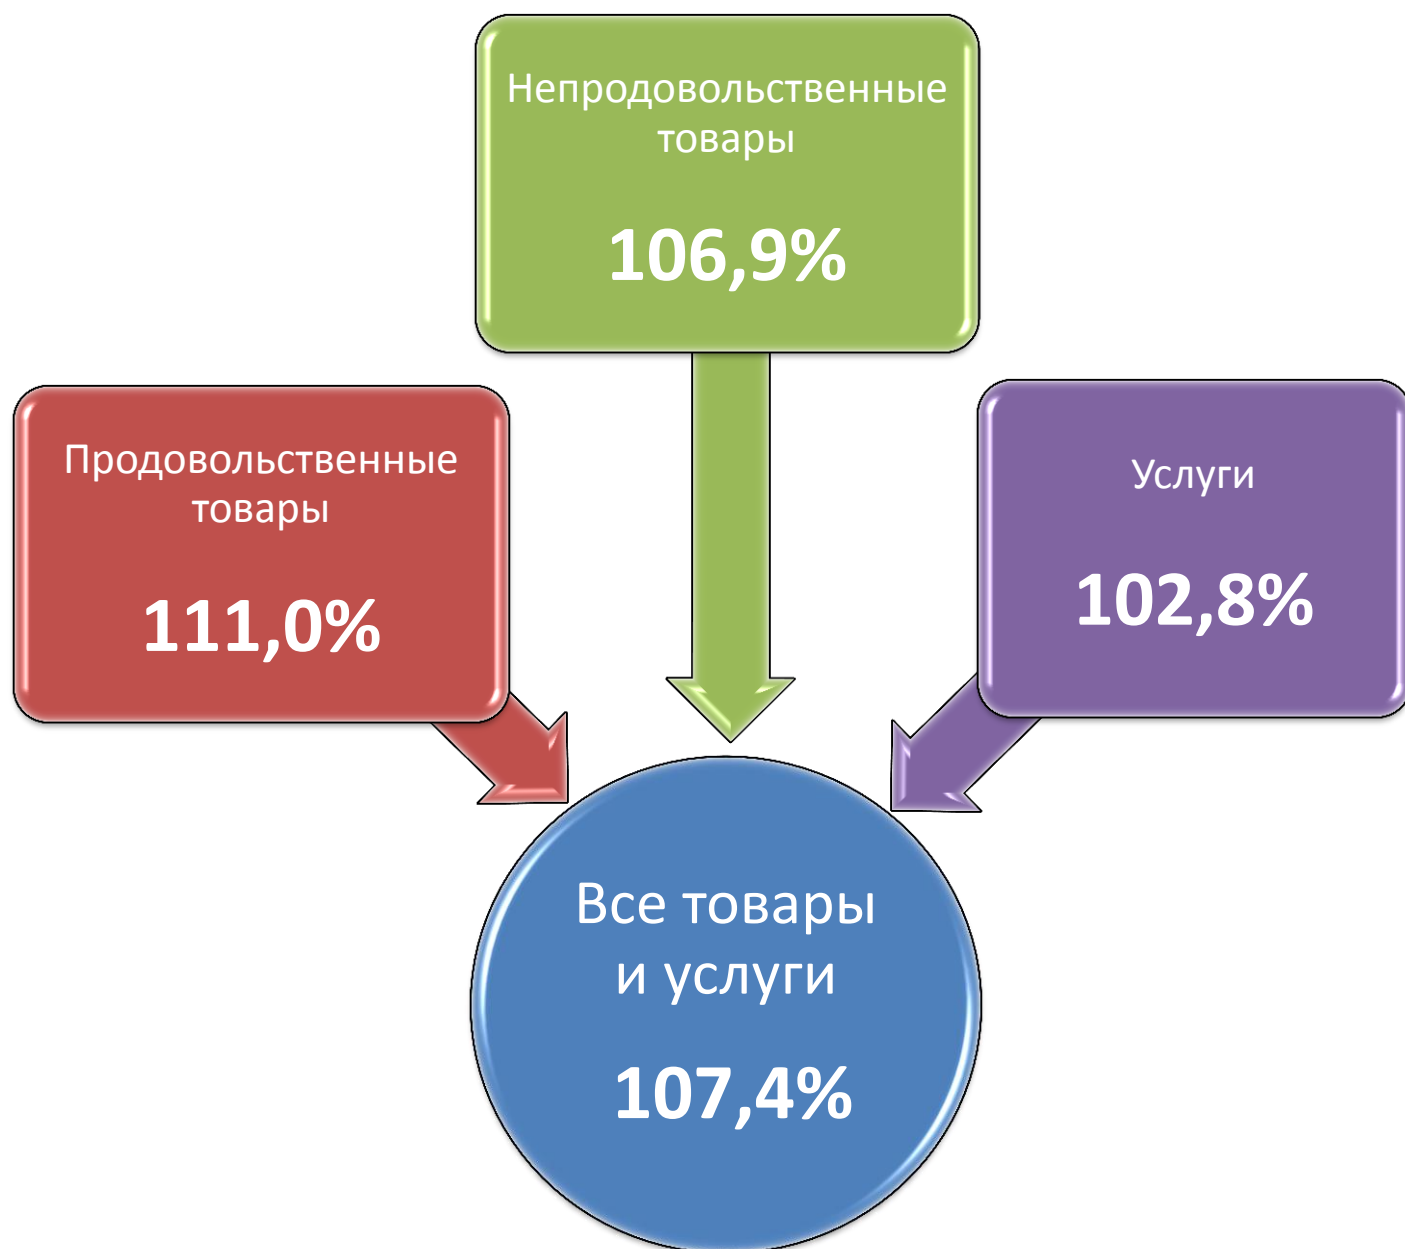 Непродовольственные
товары
106,9%
Продовольственные
товары
111,0%
Услуги
102,8%
Все товары
и услуги
107,4%